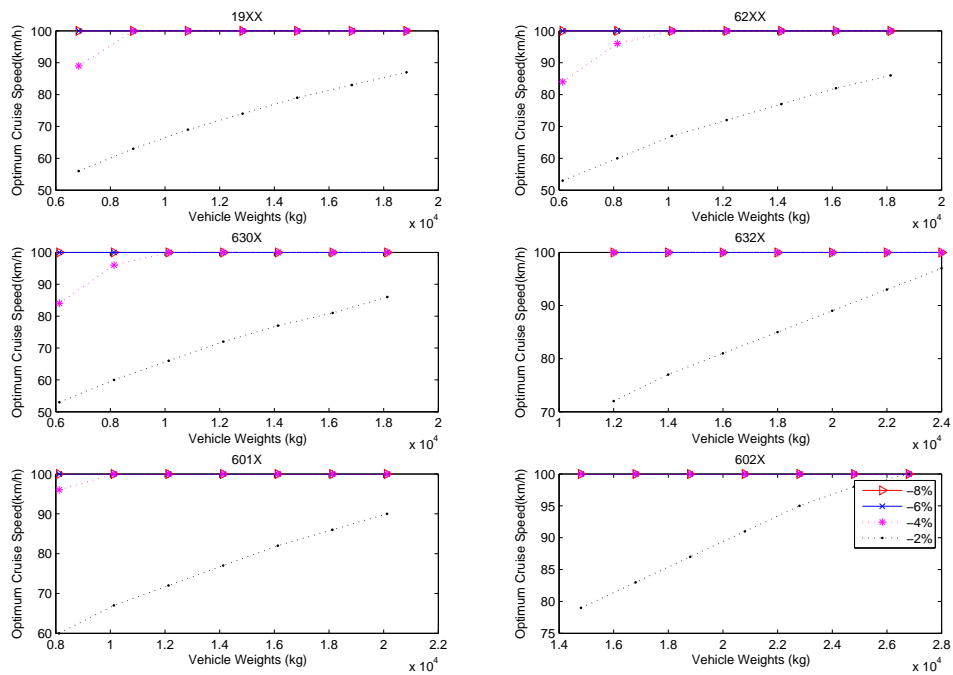 19XX
Optimum Cruise Speed(km/h)
100
90
80
70
60
50
0.6 0.8 1 1.2 1.4 1.6 1.8 2
Vehicle Weights (kg)
x 10^4
62XX
Optimum Cruise Speed(km/h)
100
90
80
70
60
50
0.6 0.8 1 1.2 1.4 1.6 1.8 2
Vehicle Weights (kg)
x 10^4
630X
Optimum Cruise Speed(km/h)
100
90
80
70
60
50
0.6 0.8 1 1.2 1.4 1.6 1.8 2 2.2
Vehicle Weights (kg)
x 10^4
632X
Optimum Cruise Speed(km/h)
100
90
80
70
1 1.2 1.4 1.6 1.8 2 2.2 2.4
Vehicle Weights (kg)
x 10^4
601X
Optimum Cruise Speed(km/h)
100
90
80
70
60
0.8 1 1.2 1.4 1.6 1.8 2 2.2
Vehicle Weights (kg)
x 10^4
602X
Optimum Cruise Speed(km/h)
100
95
90
85
80
75
1.4 1.6 1.8 2 2.2 2.4 2.6 2.8
Vehicle Weights (kg)
x 10^4
−8%
−6%
−4%
−2%